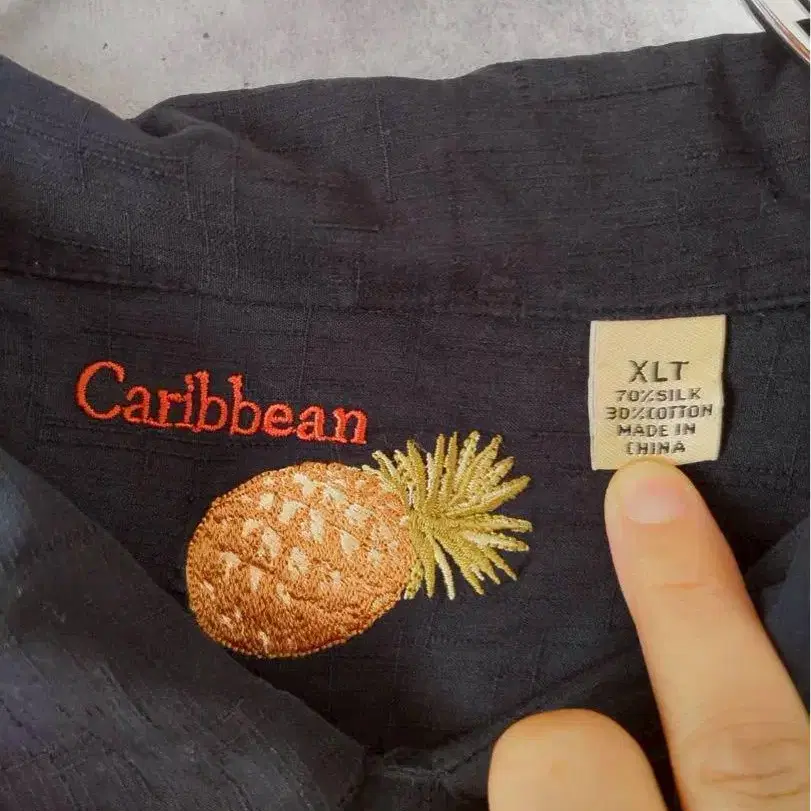 Caribbean
XLT
70%SILK
30%COTTON
MADE IN
CHINA